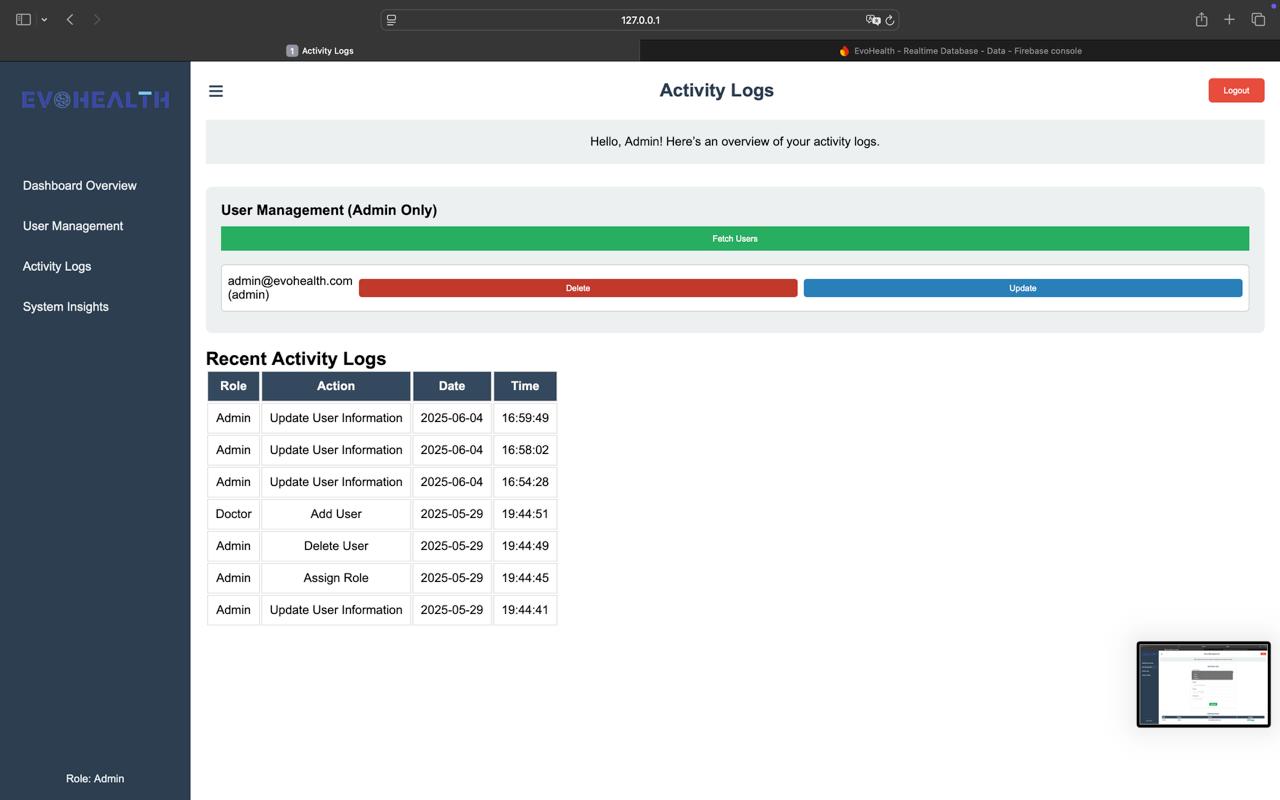 127.0.0.1
1 Activity Logs
EvoHealth - Realtime Database - Data - Firebase console
EVOHEALTH
Activity Logs
Logout
Hello, Admin! Here's an overview of your activity logs.
Dashboard Overview
User Management
Activity Logs
System Insights
User Management (Admin Only)
Fetch Users
admin@evohealth.com
(admin)
Delete
Update
Recent Activity Logs
Role Action Date Time
Admin Update User Information 2025-06-04 16:59:49
Admin Update User Information 2025-06-04 16:58:02
Admin Update User Information 2025-06-04 16:54:28
Doctor Add User 2025-05-29 19:44:51
Admin Delete User 2025-05-29 19:44:49
Admin Assign Role 2025-05-29 19:44:45
Admin Update User Information 2025-05-29 19:44:41
Role: Admin